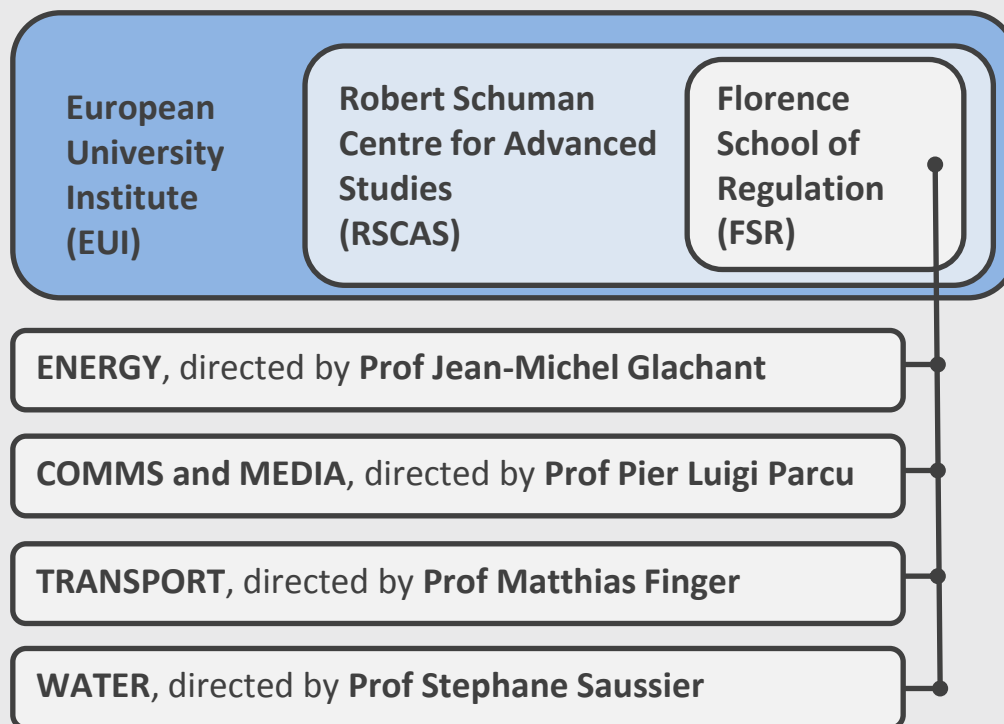 European
University
Institute
(EUI)
Robert Schuman
Centre for Advanced
Studies
(RSCAS)
Florence
School of
Regulation
(FSR)
ENERGY, directed by Prof Jean-Michel Glachant
COMMS and MEDIA, directed by Prof Pier Luigi Parcu
TRANSPORT, directed by Prof Matthias Finger
WATER, directed by Prof Stephane Saussier